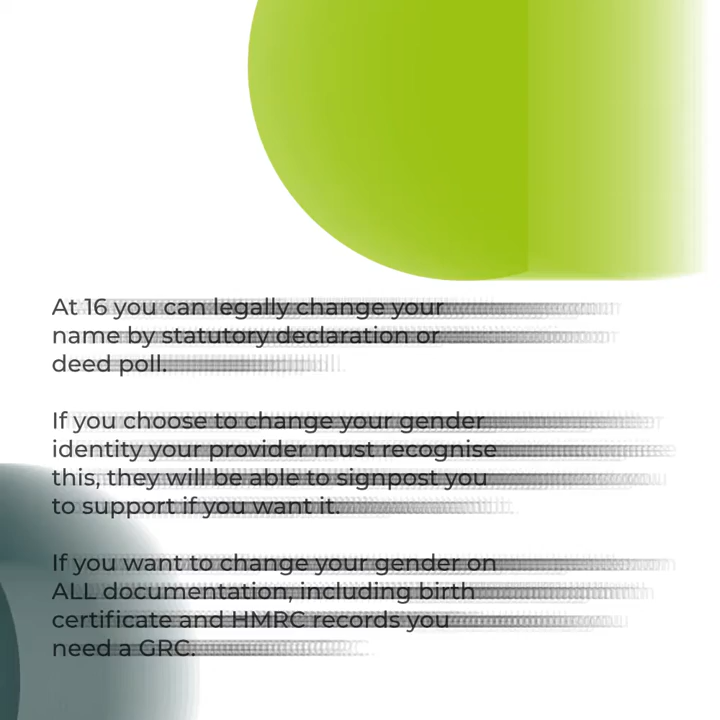 At 16 you can legally change your
name by statutory declaration or
deed poll.
If you choose to change your gender
identity your provider must recognise
this, they will be able to signpost you
to support if you want it.
If you want to change your gender on
ALL documentation, including birth
certificate and HMRC records you
need a GRC.